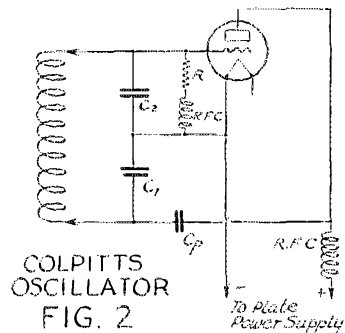 R
C2
RFC
C1
Cp
R.F.C
COLPITTS
OSCILLATOR
FIG. 2
- +
To Plate
Power Supply